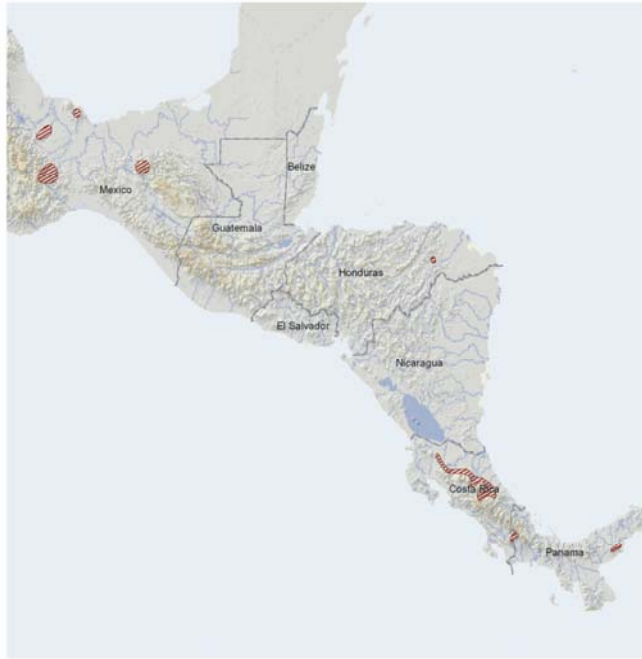 Belize
Mexico
Guatemala
Honduras
El Salvador
Nicaragua
Costa Rica
Panama